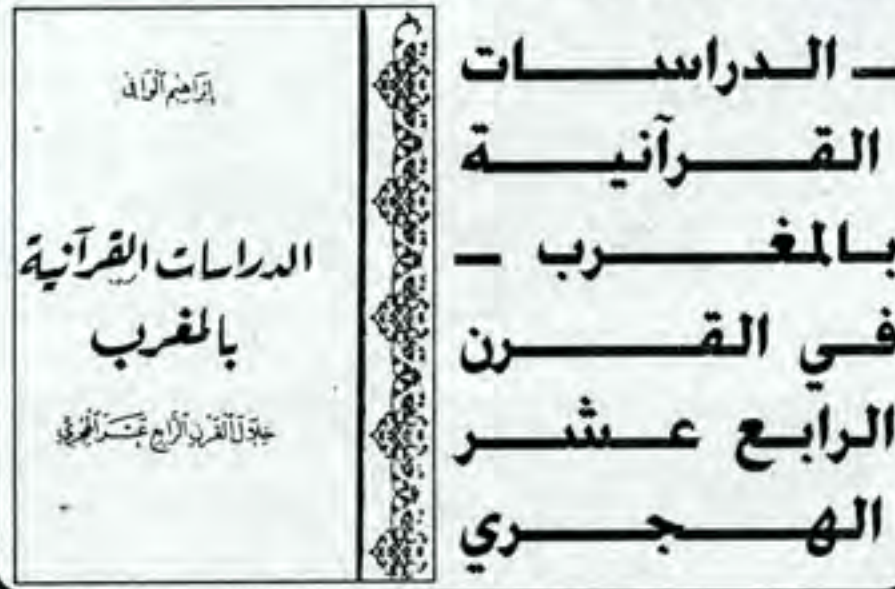 ـ الدراسات
القرآنية
بالمغرب ـ
في القرن
الرابع عشر
الهجري
إبراهيم الوافي
الدراسات القرآنية
بالمغرب
خلال القرن الرابع عشر الهجري